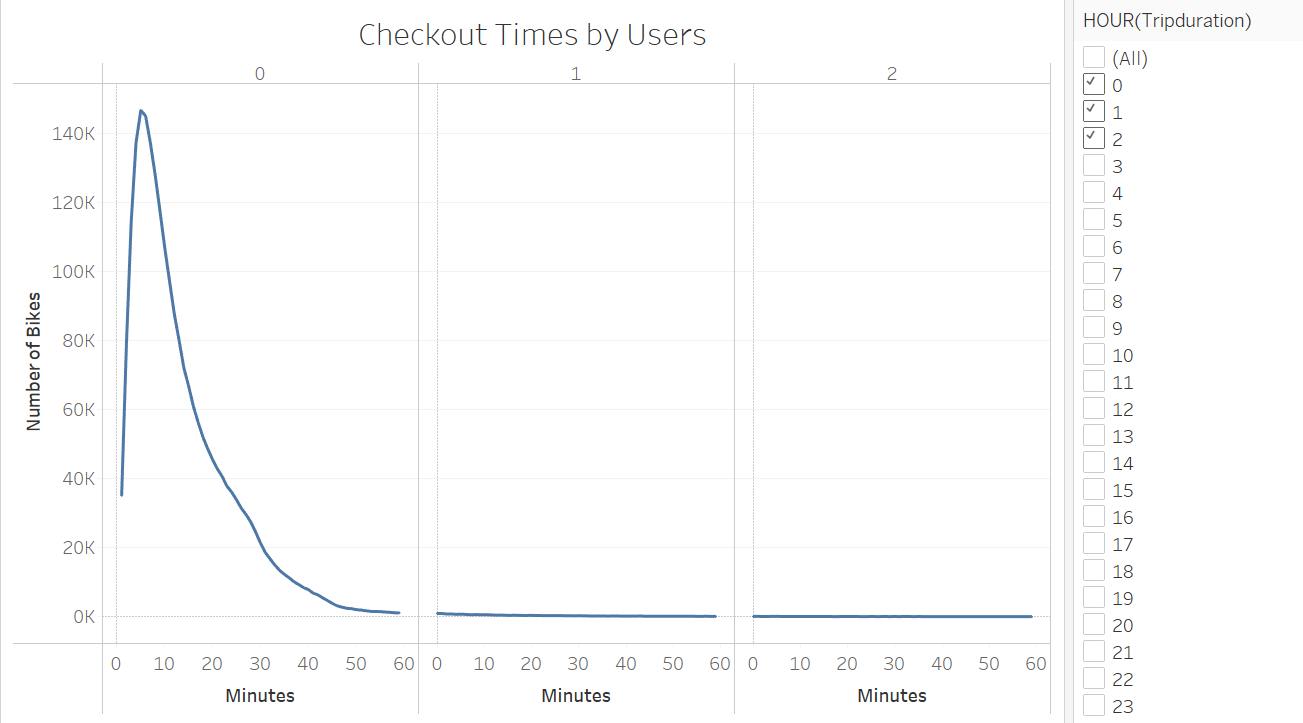 Checkout Times by Users
0 1 2
140K
120K
100K
80K
60K
40K
20K
0K
Number of Bikes
0 10 20 30 40 50 60 0 10 20 30 40 50 60 0 10 20 30 40 50 60
Minutes Minutes Minutes
HOUR(Tripduration)
(All)
0
1
2
3
4
5
6
7
8
9
10
11
12
13
14
15
16
17
18
19
20
21
22
23